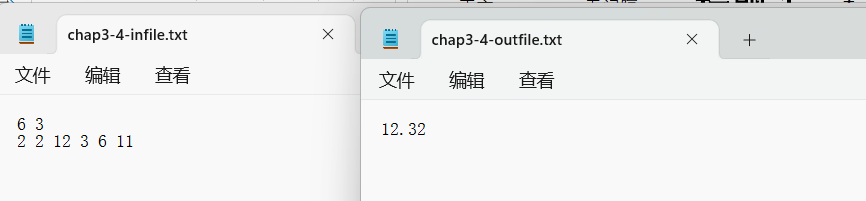 chap3-4-infile.txt
文件 编辑 查看
6 3
2 2 12 3 6 11
chap3-4-outfile.txt
文件 编辑 查看
12.32